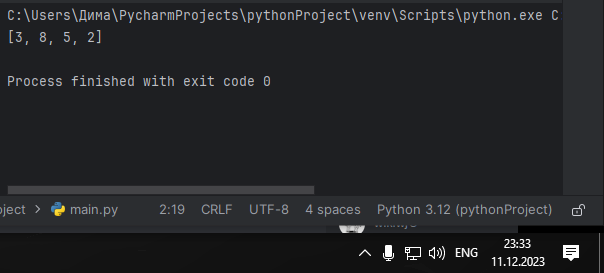 C:\Users\Дима\PycharmProjects\pythonProject\venv\Scripts\python.exe C
[3, 8, 5, 2]
Process finished with exit code 0
oject > main.py 2:19 CRLF UTF-8 4 spaces Python 3.12 (pythonProject)
ENG 23:33
11.12.2023